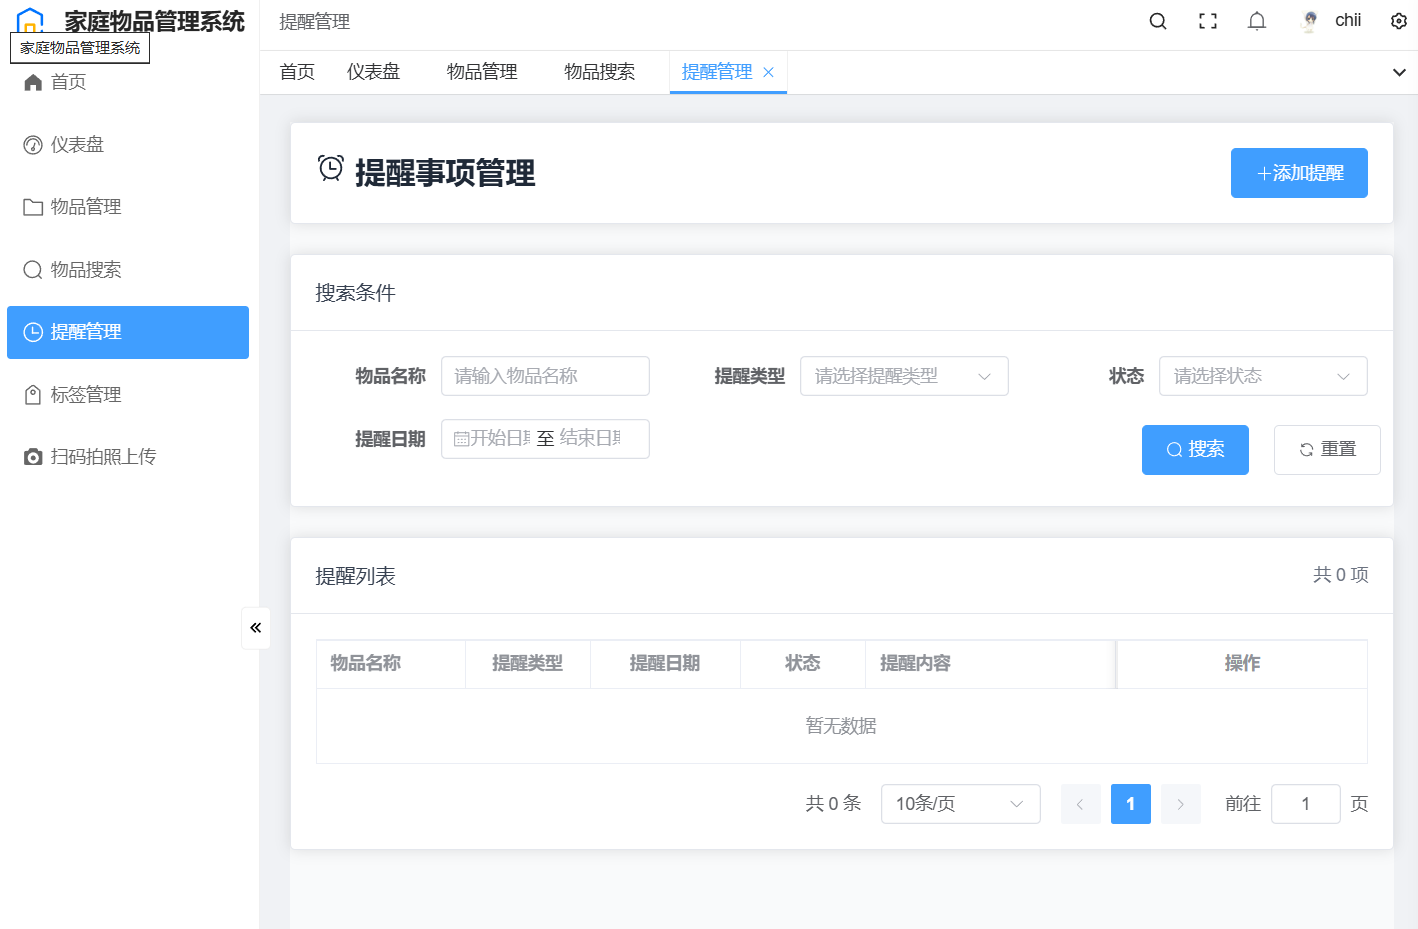 家庭物品管理系统
家庭物品管理系统
首页
仪表盘
物品管理
物品搜索
提醒管理
标签管理
扫码拍照上传
提醒管理
chii
首页 仪表盘 物品管理 物品搜索 提醒管理
提醒事项管理
添加提醒
搜索条件
物品名称 请输入物品名称 提醒类型 请选择提醒类型 状态 请选择状态
提醒日期 开始日 至 结束日
搜索 重置
提醒列表 共 0 项
物品名称 提醒类型 提醒日期 状态 提醒内容 操作
暂无数据
共 0 条 10条/页 1 前往 1 页